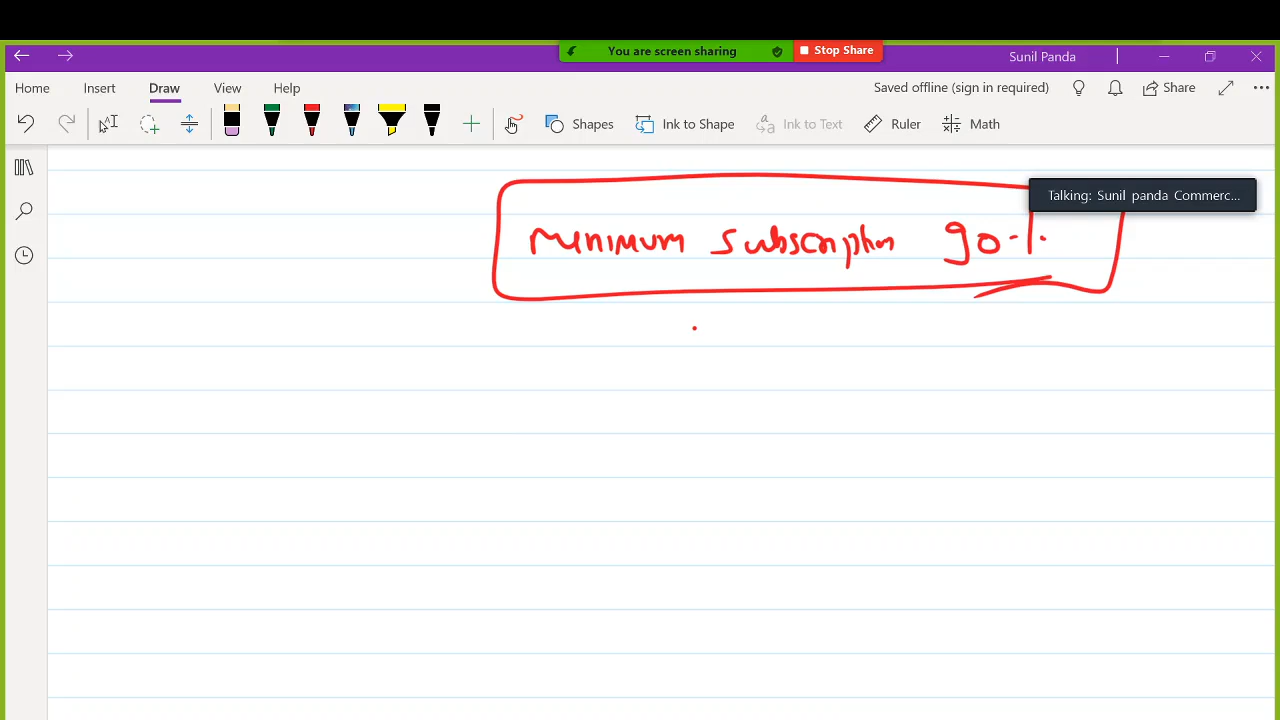 You are screen sharing Stop Share
Sunil Panda
Home Insert Draw View Help Saved offline (sign in required) Share
Shapes Ink to Shape Ink to Text Ruler Math
Talking: Sunil panda Commerc...
Minimum subscription 90%